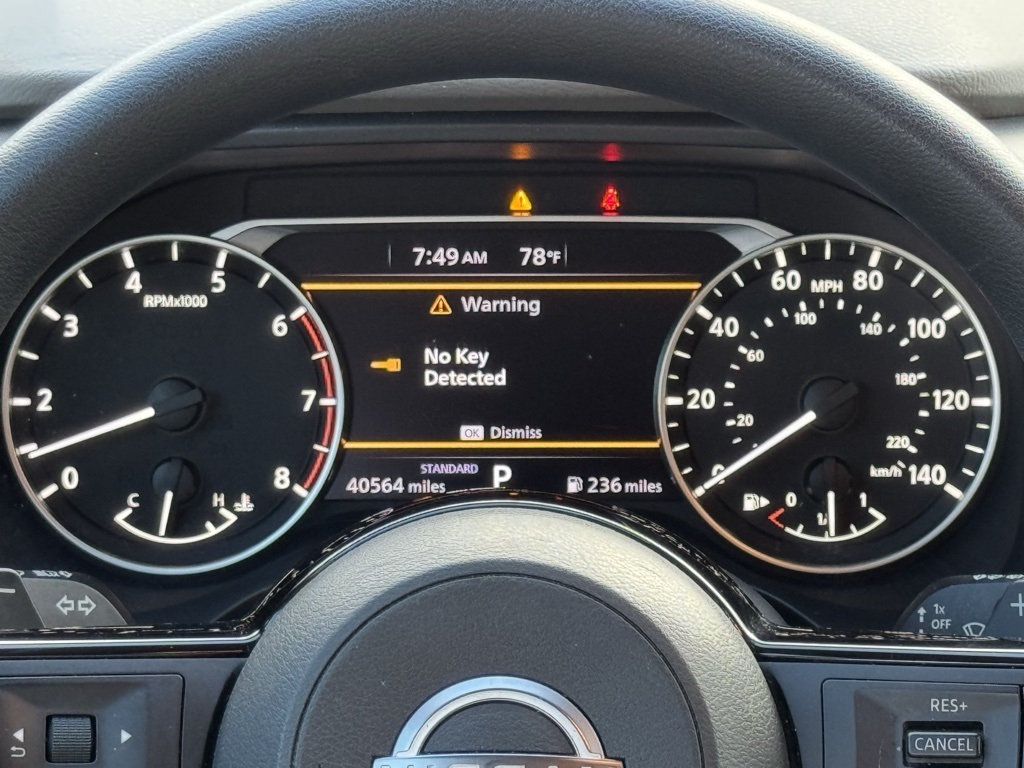 7:49 AM 78°F
Warning
No Key
Detected
OK Dismiss
STANDARD
40564 miles P 236 miles
RPMx1000
0 2 3 4 5 6 7 8
C H
MPH
0 20 40 60 80 100 120 140
20 60 100 140 180 220
km/h
0 1
1x
OFF
RES+
CANCEL